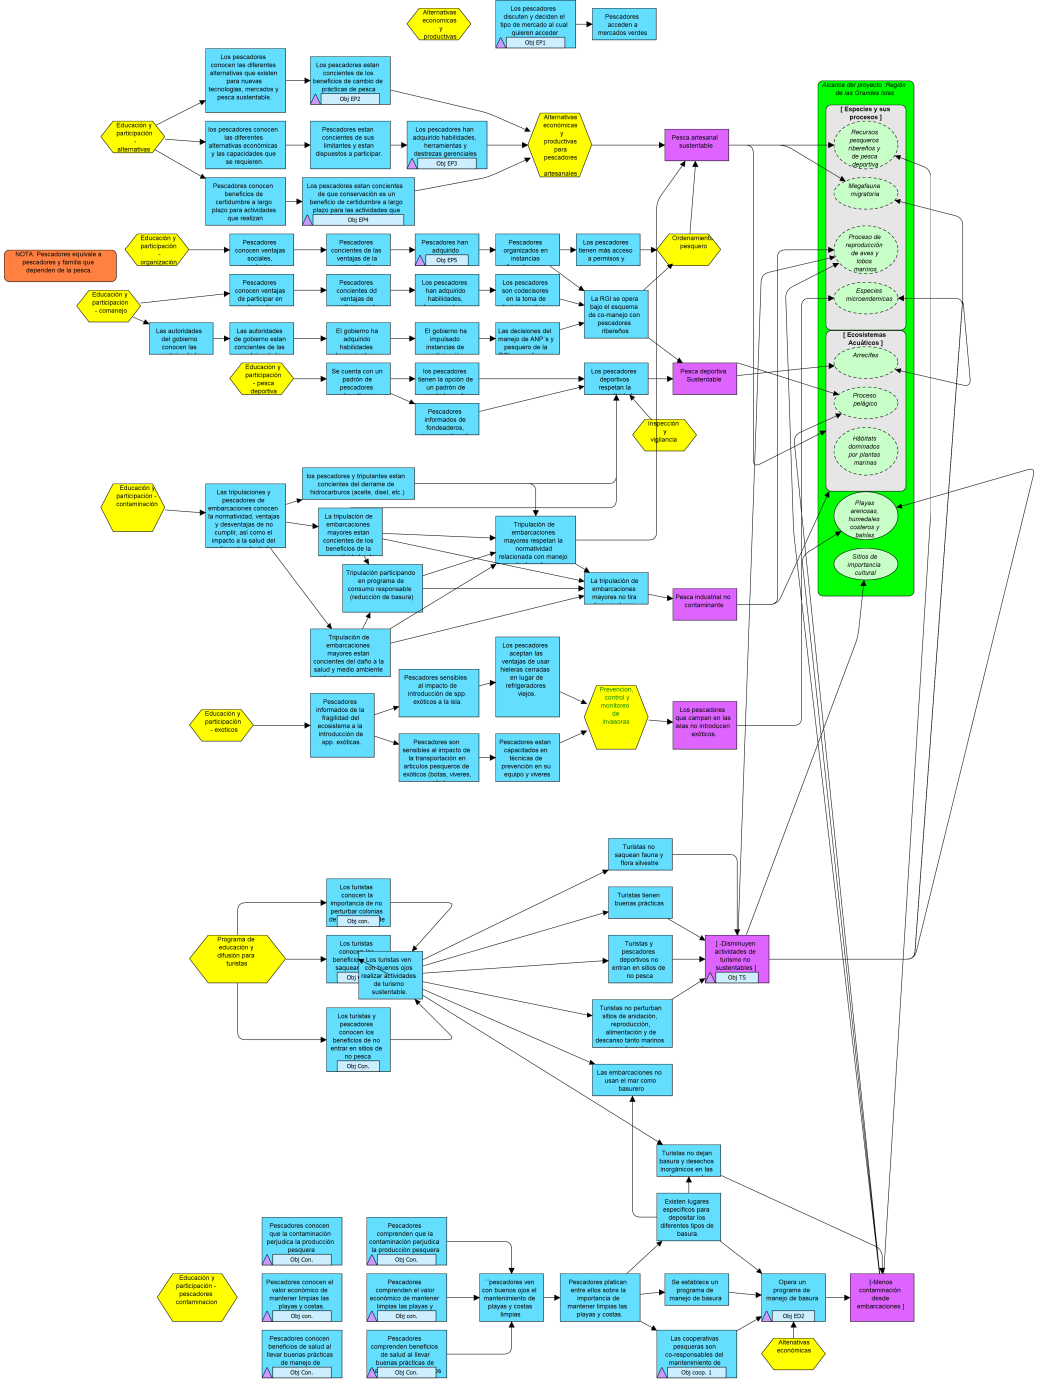 Alternativas
economicas
y
productivas
Los pescadores
discuten y deciden el
tipo de mercado al cual
quieren acceder
Obj EP1
Pescadores
acceden a
mercados verdes
Los pescadores
conocen las diferentes
alternativas que existen
para nuevas
tecnologías, mercados y
pesca sustentable.
Los pescadores estan
concientes de los
beneficios de cambio de
prácticas de pesca
Obj EP2
Educación y
participación
-
alternativas
los pescadores conocen
las diferentes
alternativas económicas
y las capacidades que
se requieren.
Pescadores estan
concientes de sus
limitantes y estan
dispuestos a participar.
Los pescadores han
adquirido habilidades,
herramientas y
destrezas gerenciales
Obj EP3
Alternativas
económicas
y
productivas
para
pescadores
-
artesanales
Pescadores conocen
beneficios de
certidumbre a largo
plazo para actividades
que realizan
Los pescadores estan concientes
de que conservación es un
beneficio de certidumbre a largo
plazo para las actividades que
Obj EP4
Pesca artesanal
sustentable
Alcance del proyecto :Región
de las Grandes Islas
[ Especies y sus
procesos ]
Recursos
pesqueros
ribereños y
de pesca
deportiva
Megafauna
migratoria
Proceso de
reproducción
de aves y
lobos
marinos
Especies
microendemicas
[ Ecosistemas
Acuáticos ]
Arrecifes
Proceso
pelágico
Hábitats
dominados
por plantas
marinas
Playas
arenosas,
humedales
costeros y
bahías
Sitios de
importancia
cultural
NOTA: Pescadores equivale a
pescadores y familia que
dependen de la pesca.
Educación y
participación
-
organización
Pescadores
conocen ventajas
sociales,
Pescadores
concientes de las
ventajas de la
Pescadores han
adquirido
Obj EP5
Pescadores
organizados en
instancias
Los pescadores
tienen más acceso
a permisos y
Ordenamiento
pesquero
Educación y
participación
- comanejo
Pescadores
conocen ventajas
de participar en
Pescadores
concientes dd
ventajas de
Los pescadores
han adquirido
habilidades,
Los pescadores
son codecisores
en la toma de
La RGI se opera
bajo el esquema
de co-manejo con
pescadores
ribereños
Las autoridades
del gobierno
conocen las
Las autoridades
de gobierno estan
concientes de las
El gobierno ha
adquirido
habilidades
El gobierno ha
impulsado
instancias de
Las decisiones del
manejo de ANP´s y
pesquero de la
Educación y
participación
- pesca
deportiva
Se cuenta con un
padrón de
pescadores
los pescadores
tienen la opción de
un padrón de
Los pescadores
deportivos
respetan la
Pesca deportiva
Sustentable
Pescadores
informados de
fondeaderos,
Inspección
y
vigilancia
Educación y
participación -
contaminación
Las tripulaciones y
pescadores de
embarcaciones conocen
la normatividad, ventajas
y desventajas de no
cumplir, así como el
impacto a la salud del
los pescadores y tripulantes estan
concientes del derrame de
hidrocarburos (aceite, disel, etc.)
La tripulación de
embarcaciones
mayores estan
concientes de los
beneficios de la
Tripulación participando
en programa de
consumo responsable
(reducción de basura)
Tripulación de
embarcaciones
mayores respetan la
normatividad
relacionada con manejo
La tripulación de
embarcaciones
mayores no tira
Pesca industrial no
contaminante
Tripulación de
embarcaciones
mayores estan
concientes del daño a la
salud y medio ambiente
Educación y
participación
- exoticos
Pescadores
informados de la
fragilidad del
ecosistema a la
introducción de
spp. exóticas.
Pescadores sensibles
al impacto de
introducción de spp.
exóticos a la isla.
Los pescadores
aceptan las
ventajas de usar
hieleras cerradas
en lugar de
refrigeradores
viejos.
Pescadores son
sensibles al impacto de
la transportación en
artículos pesqueros de
exóticos (botas, víveres,
Pescadores estan
capacitados en
técnicas de
prevención en su
equipo y víveres
Prevencion,
control y
monitoreo
de
invasoras
Los pescadores
que campan en las
islas no introducen
exóticos.
Programa de
educación y
difusión para
turistas
Los turistas
conocen la
importancia de no
perturbar colonias
Obj con.
Los turistas
conocen los
beneficios
saquear
Los turistas ven
con buenos ojos
realizar actividades
de turismo
sustentable.
Los turistas y
pescadores
conocen los
beneficios de no
entrar en sitios de
no pesca
Obj Con.
Turistas no
saquean fauna y
flora silvestre
Turistas tienen
buenas prácticas
Turistas y
pescadores
deportivos no
entran en sitios de
no pesca
Turistas no perturban
sitios de anidación,
reproducción,
alimentación y de
descanso tanto marinos
[ -Disminuyen
actividades de
turismo no
sustentables ]
Obj TS
Las embarcaciones no
usan el mar como
basurero
Turistas no dejan
basura y desechos
inorgánicos en las
Existen lugares
específicos para
depositar los
diferentes tipos de
basura.
Educación y
participación -
pescadores
contaminacion
Pescadores conocen
que la contaminación
perjudica la producción
pesquera
Obj Con.
Pescadores
comprenden que la
contaminación perjudica
la producción pesquera
Obj Con.
Pescadores conocen el
valor económico de
mantener limpias las
playas y costas.
Obj con.
Pescadores
comprenden el valor
económico de mantener
limpias las playas y
Obj con.
Pescadores conocen
beneficios de salud al
llevar buenas prácticas
de manejo de
Obj Con.
Pescadores
comprenden beneficios
de salud al llevar
buenas prácticas de
Obj Con.
pescadores ven
con buenos ojos el
mantenimiento de
playas y costas
limpias
Pescadores platican
entre ellos sobre la
importancia de
mantener limpias las
playas y costas.
Se establece un
programa de
manejo de basura
Las cooperativas
pesqueras son
co-responsables del
mantenimiento de
Obj coop. 1
Opera un
programa de
manejo de basura
Obj ED2
Altenativas
económicas
[-Menos
contaminación
desde
embarcaciones ]